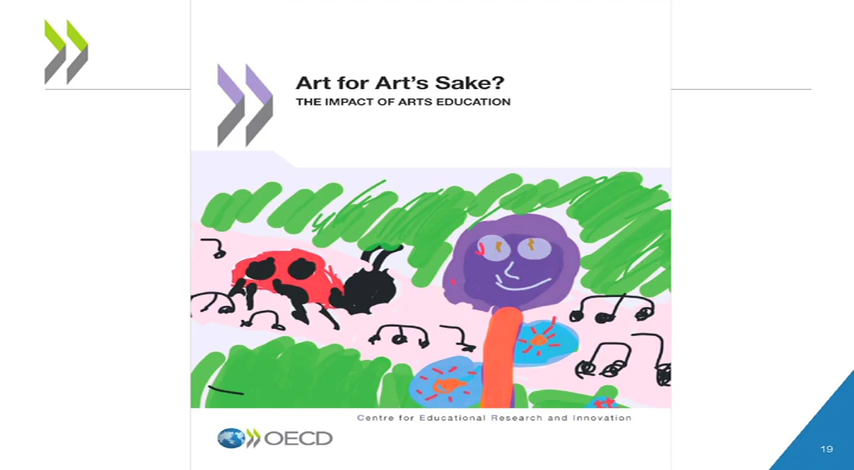 Art for Art's Sake?
THE IMPACT OF ARTS EDUCATION
Centre for Educational Research and Innovation
OECD
19